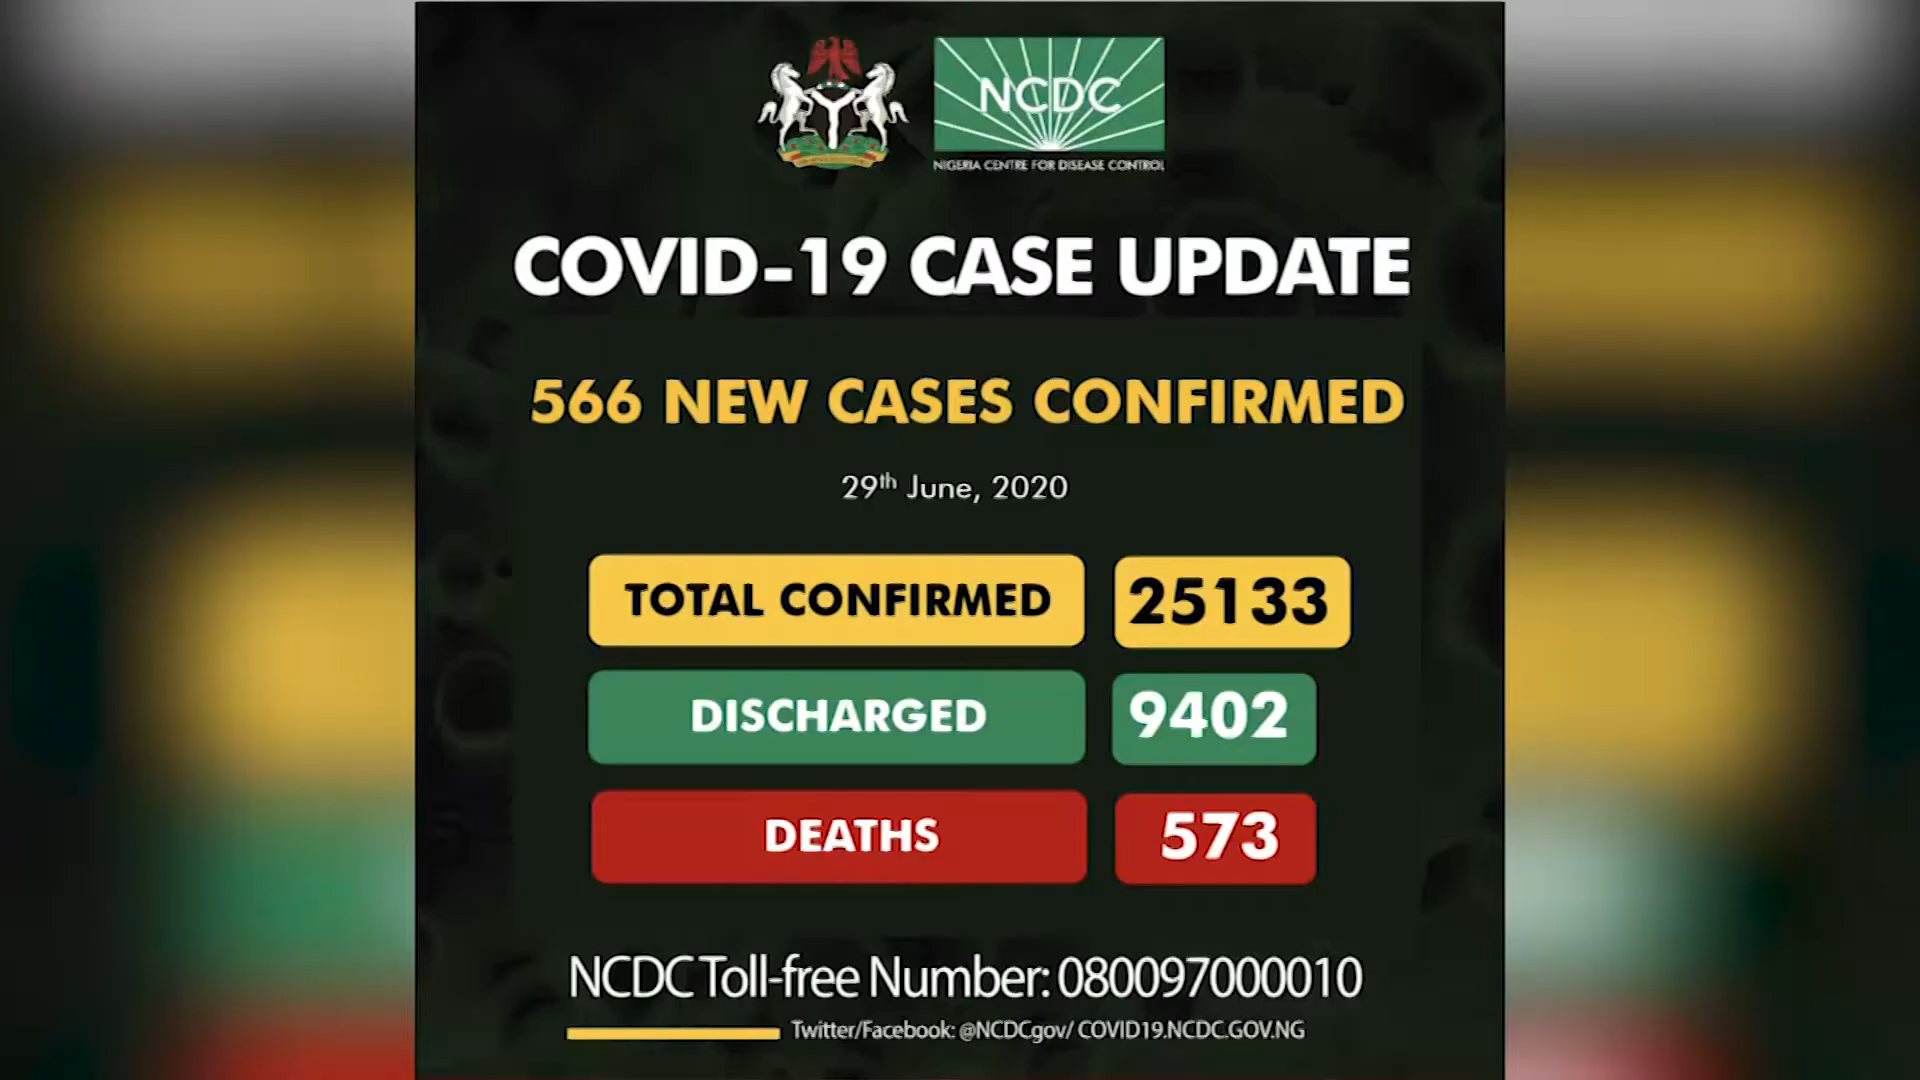 NCDC
NIGERIA CENTRE FOR DISEASE CONTROL
COVID-19 CASE UPDATE
566 NEW CASES CONFIRMED
29th June, 2020
TOTAL CONFIRMED 25133
DISCHARGED 9402
DEATHS 573
NCDC Toll-free Number: 080097000010
Twitter/Facebook: @NCDCgov/ COVID19.NCDC.GOV.NG